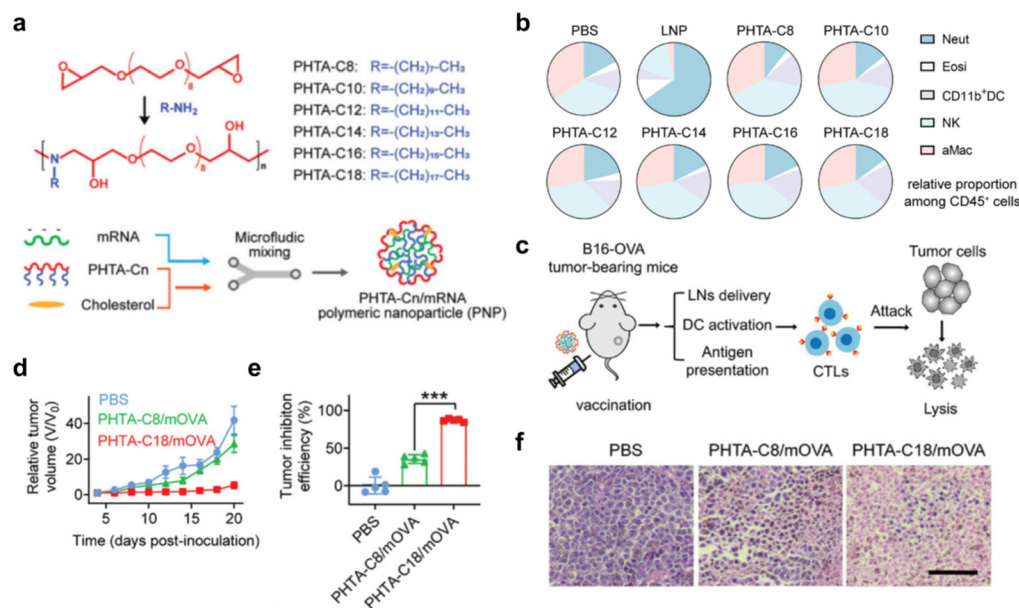 a
O
O
O
8
O
O
R-NH₂
OH
N
R
OH
O
O
8
O
n
PHTA-C8: R=-(CH₂)₇-CH₃
PHTA-C10: R=-(CH₂)₉-CH₃
PHTA-C12: R=-(CH₂)₁₁-CH₃
PHTA-C14: R=-(CH₂)₁₃-CH₃
PHTA-C16: R=-(CH₂)₁₅-CH₃
PHTA-C18: R=-(CH₂)₁₇-CH₃
mRNA
PHTA-Cn
Cholesterol
Microfludic
mixing
PHTA-Cn/mRNA
polymeric nanoparticle (PNP)
b
PBS LNP PHTA-C8 PHTA-C10
PHTA-C12 PHTA-C14 PHTA-C16 PHTA-C18
Neut
Eosi
CD11b⁺DC
NK
aMac
relative proportion
among CD45⁺ cells
c
B16-OVA
tumor-bearing mice
vaccination
LNs delivery
DC activation
Antigen
presentation
CTLs
Attack
Tumor cells
Lysis
d
Relative tumor
volume (V/V₀)
40
20
0
PBS
PHTA-C8/mOVA
PHTA-C18/mOVA
5 10 15 20
Time (days post-inoculation)
e
Tumor inhibiton
efficiency (%)
100
50
0
***
PBS
PHTA-C8/mOVA
PHTA-C18/mOVA
f
PBS PHTA-C8/mOVA PHTA-C18/mOVA